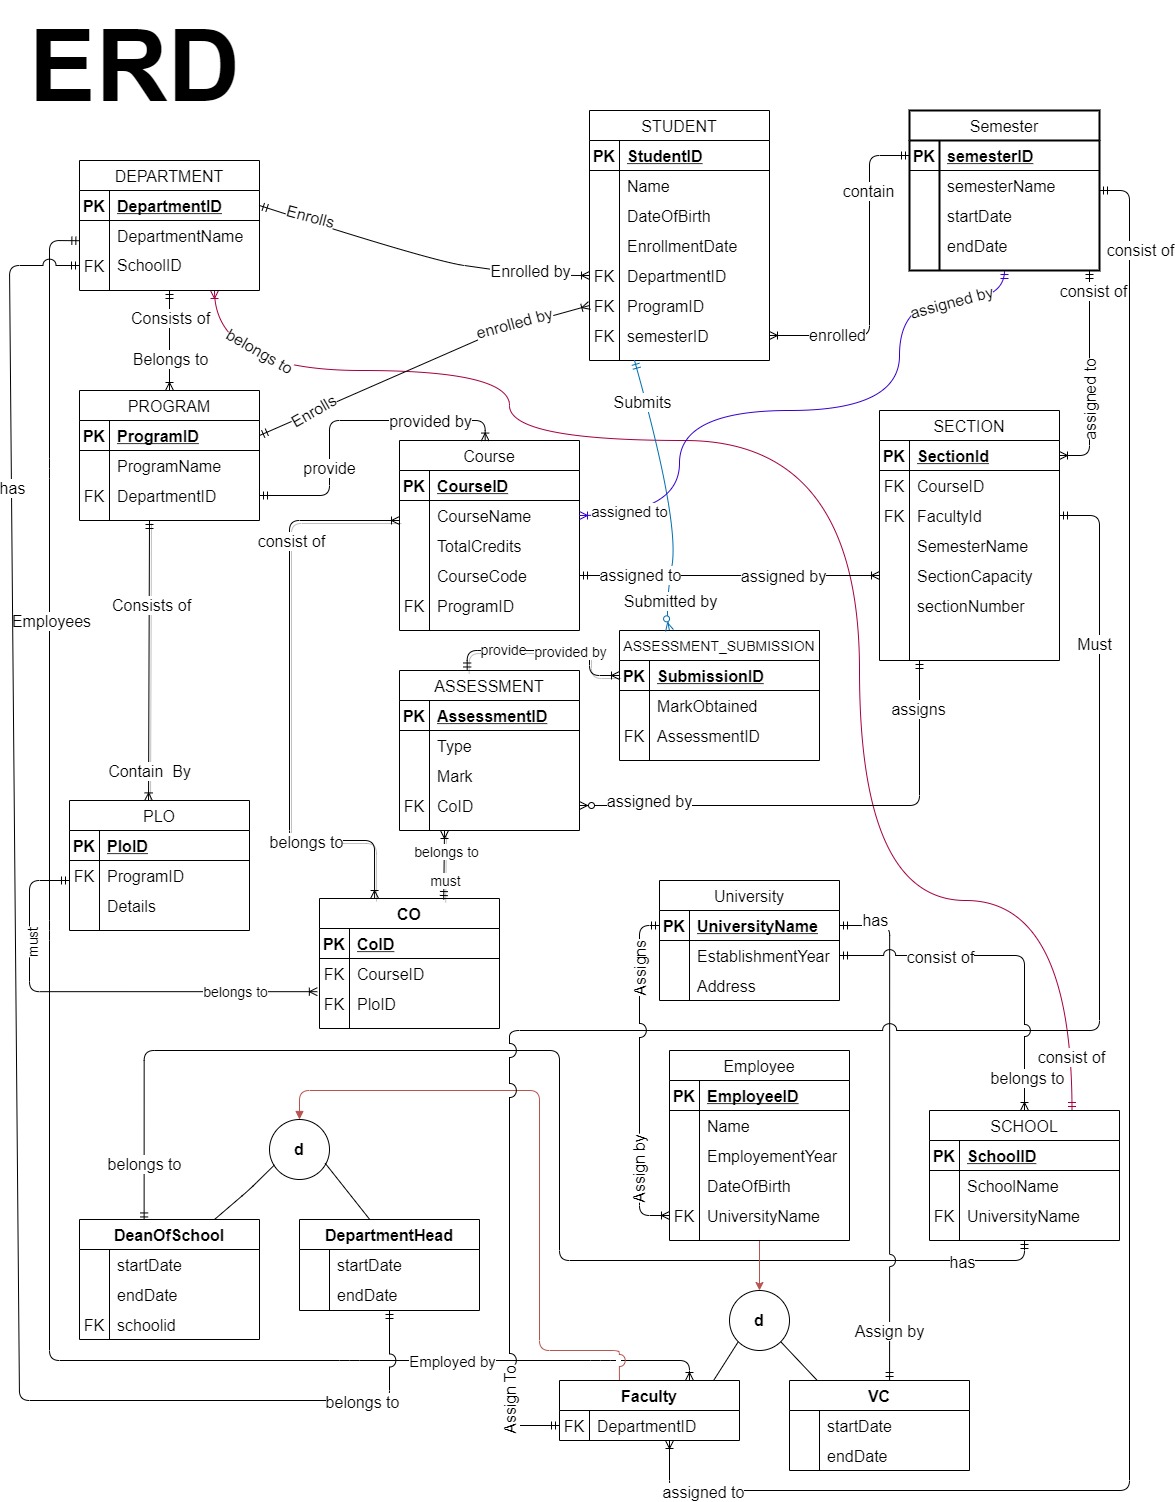 ERD
STUDENT
PK StudentID
Name
DateOfBirth
EnrollmentDate
FK DepartmentID
FK ProgramID
FK semesterID
Semester
PK semesterID
semesterName
startDate
endDate
DEPARTMENT
PK DepartmentID
DepartmentName
FK SchoolID
Enrolls
Enrolled by
contain
enrolled
consist of
consist of
assigned by
assigned to
Consists of
Belongs to
belongs to
enrolled by
Enrolls
Submits
PROGRAM
PK ProgramID
ProgramName
FK DepartmentID
provided by
provide
Course
PK CourseID
CourseName
TotalCredits
CourseCode
FK ProgramID
SECTION
PK SectionId
FK CourseID
FK FacultyId
SemesterName
SectionCapacity
sectionNumber
has
consist of
assigned to
assigned to
assigned by
Submitted by
Consists of
Employees
Must
ASSESSMENT_SUBMISSION
PK SubmissionID
MarkObtained
FK AssessmentID
provide
provided by
ASSESSMENT
PK AssessmentID
Type
Mark
FK CoID
assigns
assigned by
Contain By
PLO
PK PloID
FK ProgramID
Details
belongs to
belongs to
must
must
belongs to
CO
PK CoID
FK CourseID
FK PloID
University
PK UniversityName
EstablishmentYear
Address
has
consist of
Assigns
Assign by
consist of
belongs to
Employee
PK EmployeeID
Name
EmployementYear
DateOfBirth
FK UniversityName
SCHOOL
PK SchoolID
SchoolName
FK UniversityName
d
belongs to
DeanOfSchool
startDate
endDate
FK schoolid
DepartmentHead
startDate
endDate
has
d
Assign by
Employed by
belongs to
Assign To
Faculty
FK DepartmentID
VC
startDate
endDate
assigned to